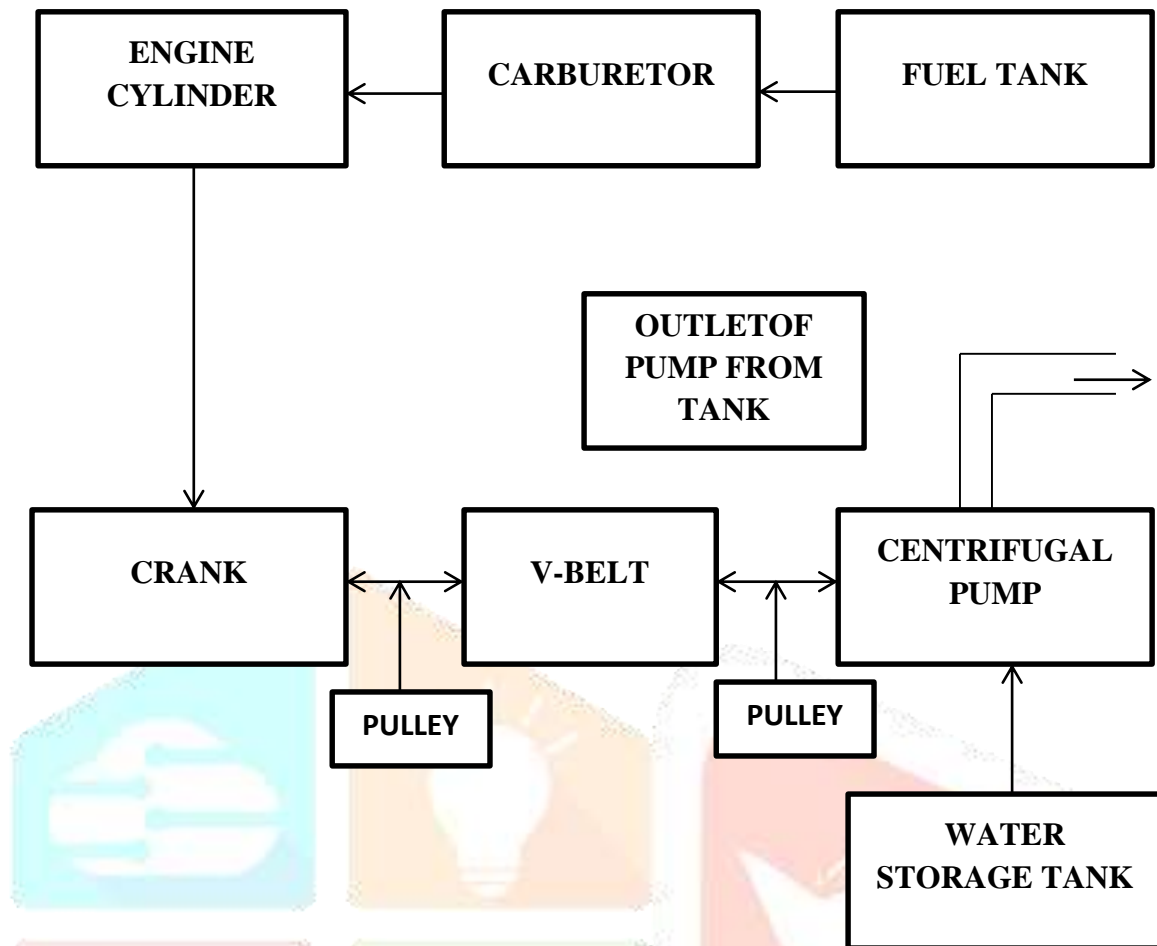 ENGINE
CYLINDER
CARBURETOR
FUEL TANK
OUTLETOF
PUMP FROM
TANK
CRANK
V-BELT
CENTRIFUGAL
PUMP
PULLEY
PULLEY
WATER
STORAGE TANK